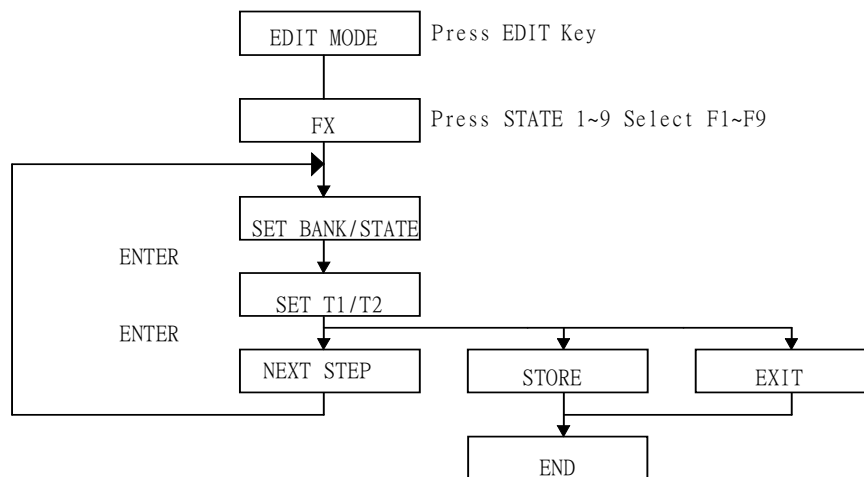 EDIT MODE
Press EDIT Key
FX
Press STATE 1~9 Select F1~F9
SET BANK/STATE
ENTER
SET T1/T2
ENTER
NEXT STEP
STORE
EXIT
END